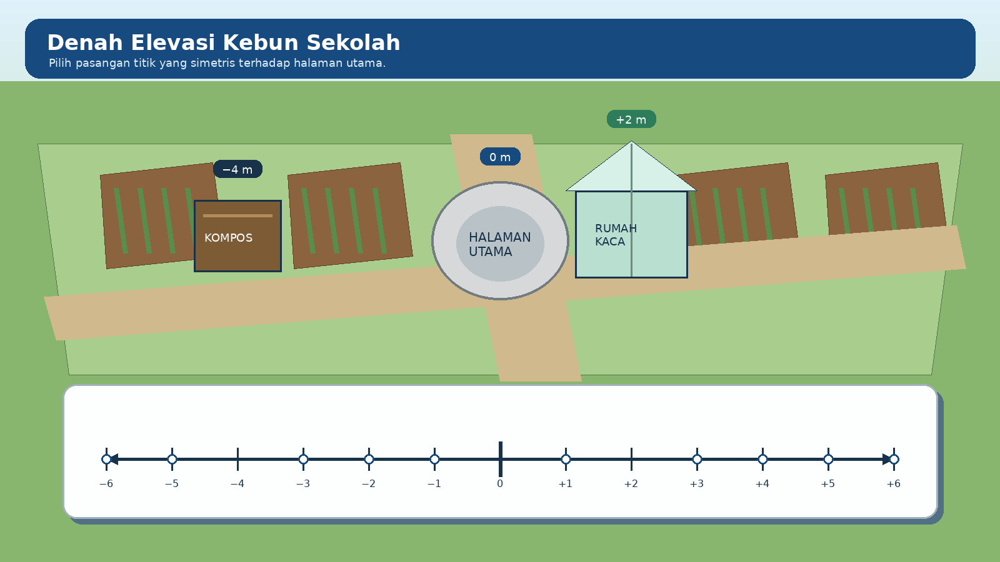 Denah Elevasi Kebun Sekolah
Pilih pasangan titik yang simetris terhadap halaman utama.
+2 m
0 m
−4 m
KOMPOS
HALAMAN
UTAMA
RUMAH
KACA
−6 −5 −4 −3 −2 −1 0 +1 +2 +3 +4 +5 +6